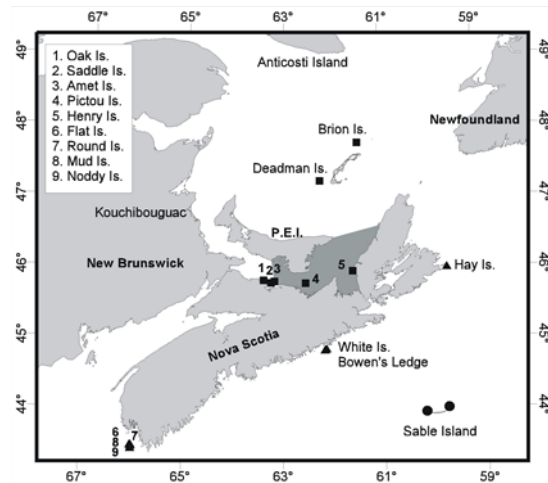 67° 65° 63° 61° 59°
49°
48°
47°
46°
45°
44°
1. Oak Is.
2. Saddle Is.
3. Amet Is.
4. Pictou Is.
5. Henry Is.
6. Flat Is.
7. Round Is.
8. Mud Is.
9. Noddy Is.
Anticosti Island
Newfoundland
Brion Is.
Deadman Is.
Kouchibouguac
P.E.I.
New Brunswick
1 2 3
4
5
Hay Is.
Nova Scotia
White Is.
Bowen's Ledge
Sable Island
6
7
8
9
49°
48°
47°
46°
45°
44°
67° 65° 63° 61° 59°